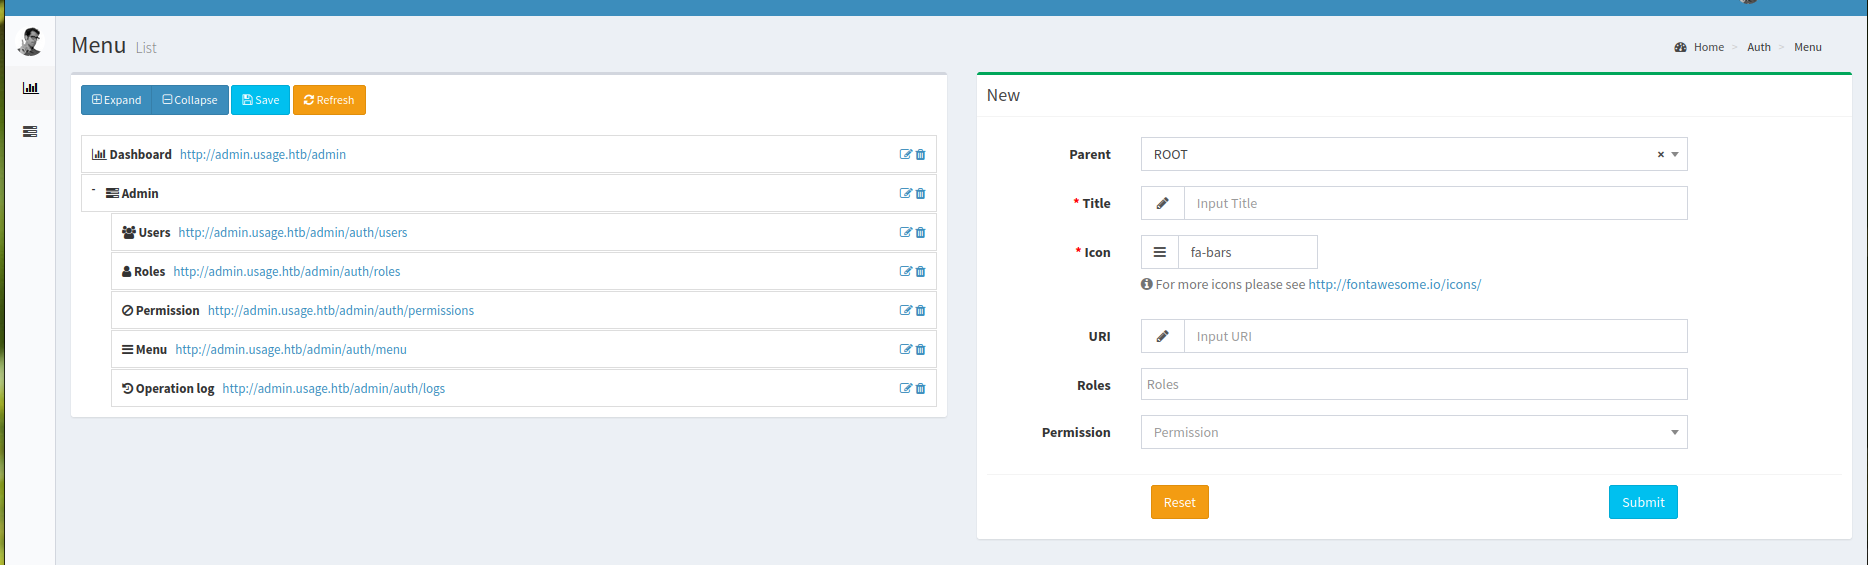 Menu List
Home > Auth > Menu
Expand Collapse Save Refresh
Dashboard http://admin.usage.htb/admin
- Admin
Users http://admin.usage.htb/admin/auth/users
Roles http://admin.usage.htb/admin/auth/roles
Permission http://admin.usage.htb/admin/auth/permissions
Menu http://admin.usage.htb/admin/auth/menu
Operation log http://admin.usage.htb/admin/auth/logs
New
Parent ROOT ×
* Title Input Title
* Icon fa-bars
For more icons please see http://fontawesome.io/icons/
URI Input URI
Roles Roles
Permission Permission
Reset Submit